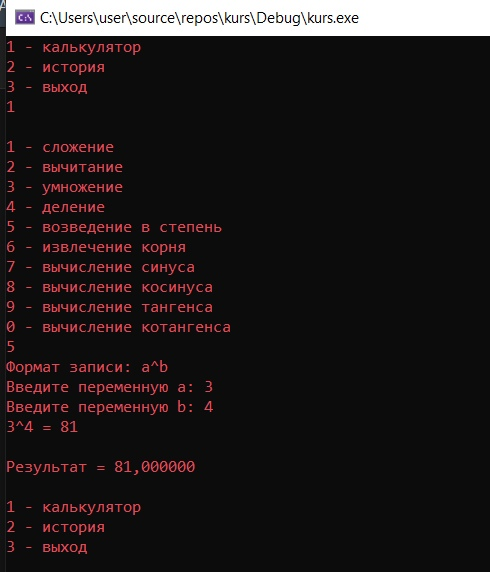 C:\Users\user\source\repos\kurs\Debug\kurs.exe
1 - калькулятор
2 - история
3 - выход
1
1 - сложение
2 - вычитание
3 - умножение
4 - деление
5 - возведение в степень
6 - извлечение корня
7 - вычисление синуса
8 - вычисление косинуса
9 - вычисление тангенса
0 - вычисление котангенса
5
Формат записи: a^b
Введите переменную a: 3
Введите переменную b: 4
3^4 = 81
Результат = 81,000000
1 - калькулятор
2 - история
3 - выход